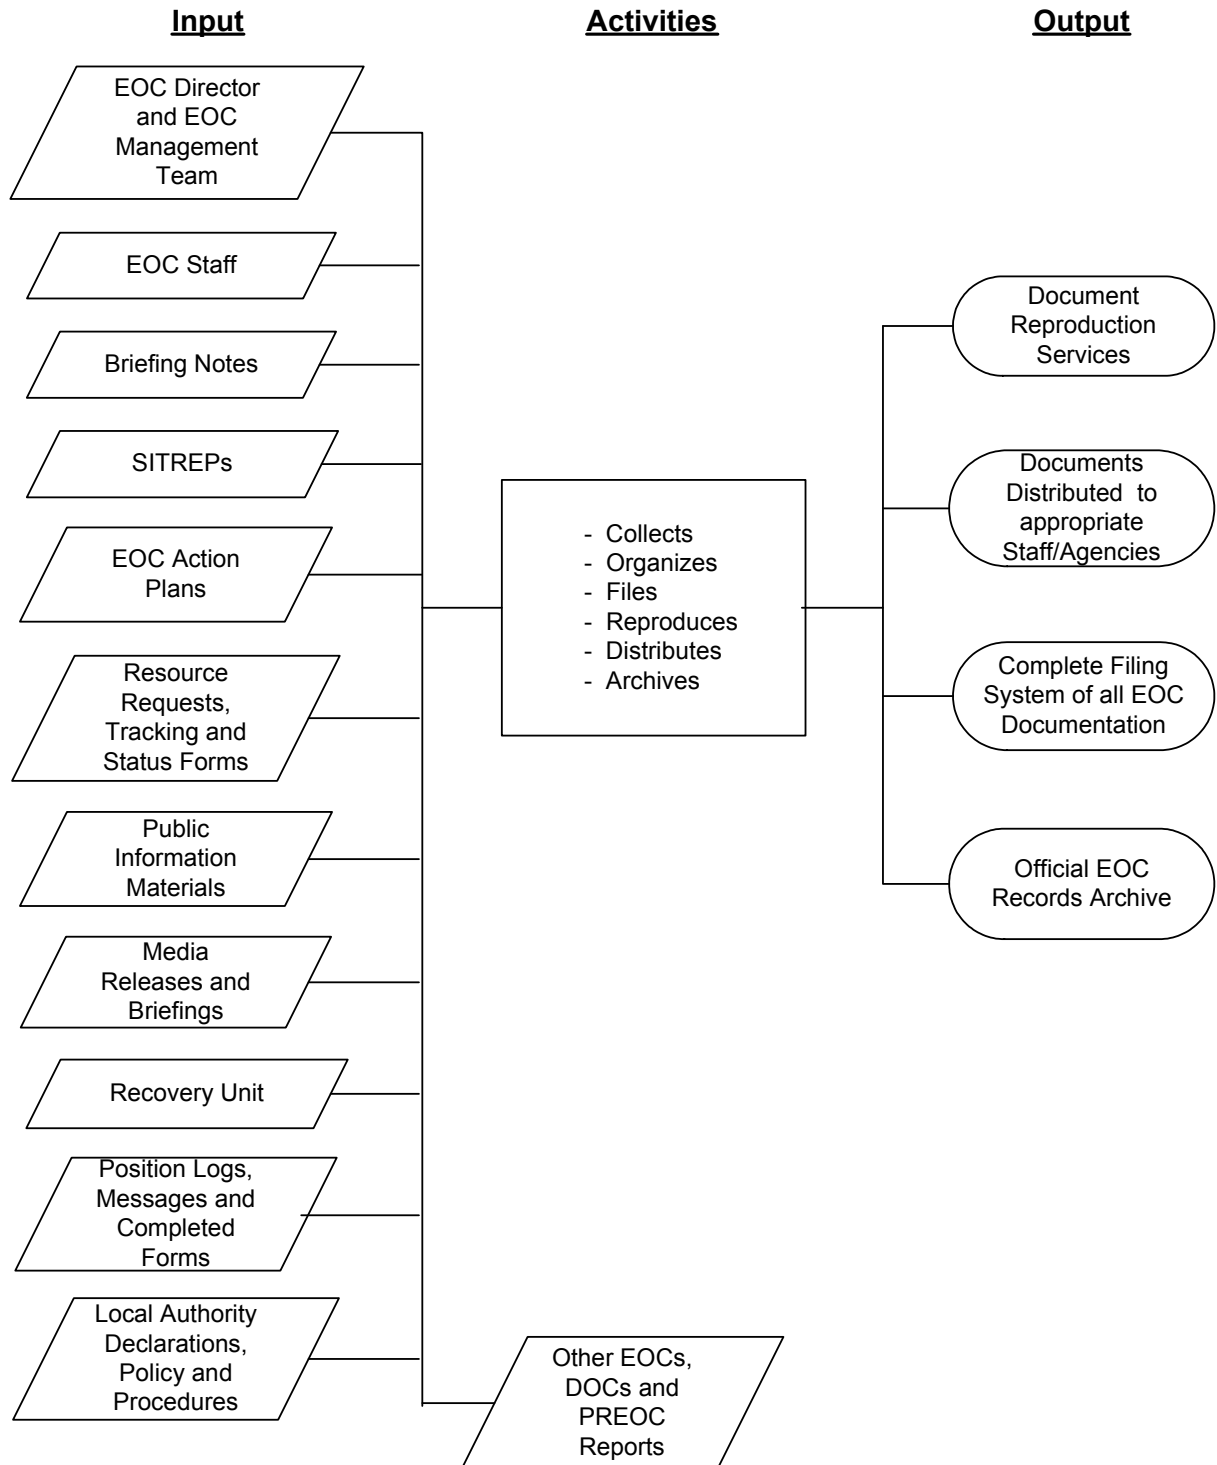 Input
Activities
Output
EOC Director
and EOC
Management
Team
EOC Staff
Briefing Notes
SITREPs
EOC Action
Plans
Resource
Requests,
Tracking and
Status Forms
Public
Information
Materials
Media
Releases and
Briefings
Recovery Unit
Position Logs,
Messages and
Completed
Forms
Local Authority
Declarations,
Policy and
Procedures
Other EOCs,
DOCs and
PREOC
Reports
- Collects
- Organizes
- Files
- Reproduces
- Distributes
- Archives
Document
Reproduction
Services
Documents
Distributed to
appropriate
Staff/Agencies
Complete Filing
System of all EOC
Documentation
Official EOC
Records Archive